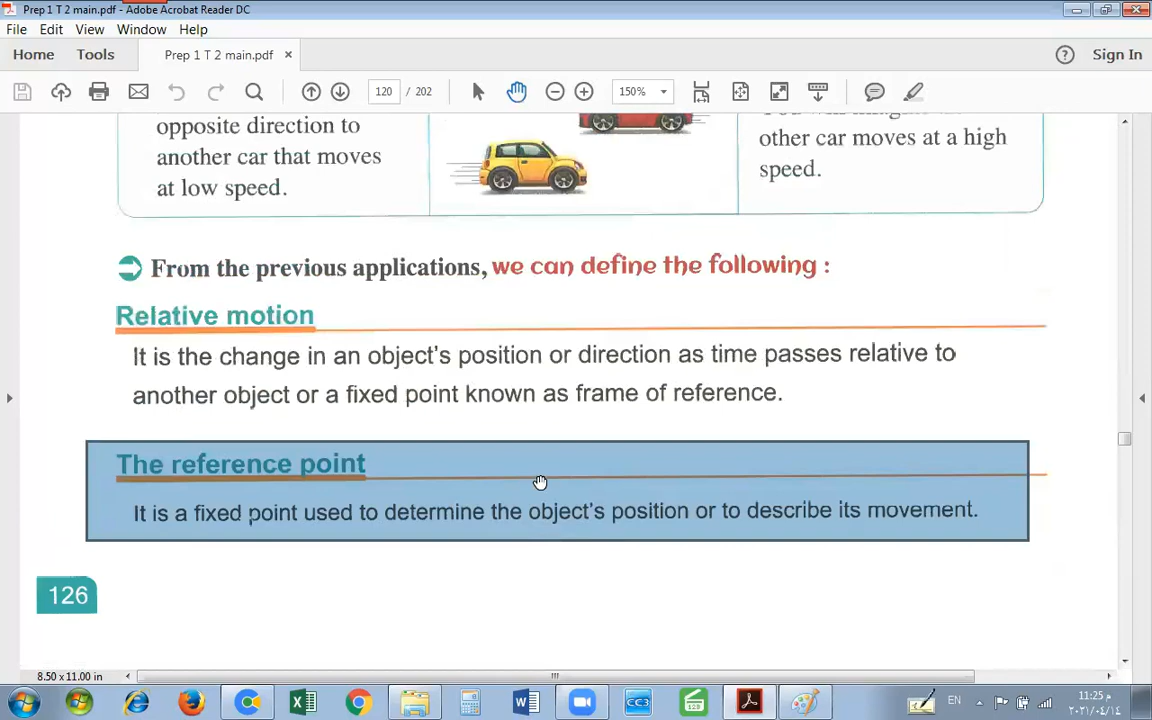 Prep 1 T 2 main.pdf - Adobe Acrobat Reader DC
File Edit View Window Help
Home Tools Prep 1 T 2 main.pdf × ? Sign In
120 / 202 150%
opposite direction to
another car that moves
at low speed.
other car moves at a high
speed.
From the previous applications, we can define the following :
Relative motion
It is the change in an object's position or direction as time passes relative to
another object or a fixed point known as frame of reference.
The reference point
It is a fixed point used to determine the object's position or to describe its movement.
126
8.50 x 11.00 in
CC3
123
EN
11:25 م
٢٠٢١/٠٤/١٤